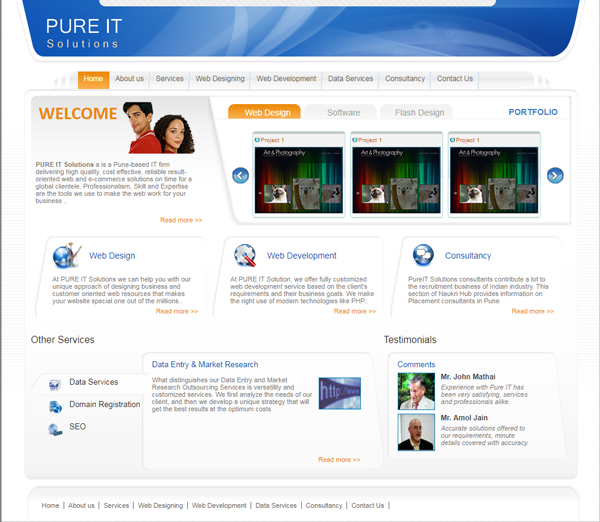 PURE IT
Solutions
Home About us Services Web Designing Web Development Data Services Consultancy Contact Us
WELCOME
PURE IT Solutions a is a Pune-based IT firm
delivering high quality, cost effective, reliable result-
oriented web and e-commerce solutions on time for a
global clientele. Professionalism, Skill and Expertise
are the tools we use to make the web work for your
business ..
Read more >>
Web Design Software Flash Design PORTFOLIO
Project 1 Project 1 Project 1
Art & Photography Art & Photography Art & Photography
Web Design
At PURE IT Solutions we can help you with our
unique approach of designing business and
customer oriented web resources that makes
your website special one out of the millions..
Read more >>
Web Development
At PURE IT Solution, we offer fully customized
web development service based on the client's
requirements and their business goals. We make
the right use of modern technologies like PHP..
Read more >>
Consultancy
PureIT Solutions consultants contribute a lot to
the recruitment business of Indian industry. This
section of Naukri Hub provides information on
Placement consultants in Pune.
Read more >>
Other Services
Data Services
Domain Registration
SEO
Data Entry & Market Research
What distinguishes our Data Entry and Market
Research Outsourcing Services is versatility and
customized services. We first analyze the needs of our
client, and then we develop a unique strategy that will
get the best results at the optimum costs
http://www
Read more >>
Testimonials
Comments
Mr. John Mathai
Experience with Pure IT has
been very satisfying, services
and professionals alike.
Mr. Amol Jain
Accurate solutions offered to
our requirements, minute
details covered with accuracy.
Home | About us | Services | Web Designing | Web Development | Data Services | Consultancy | Contact Us |